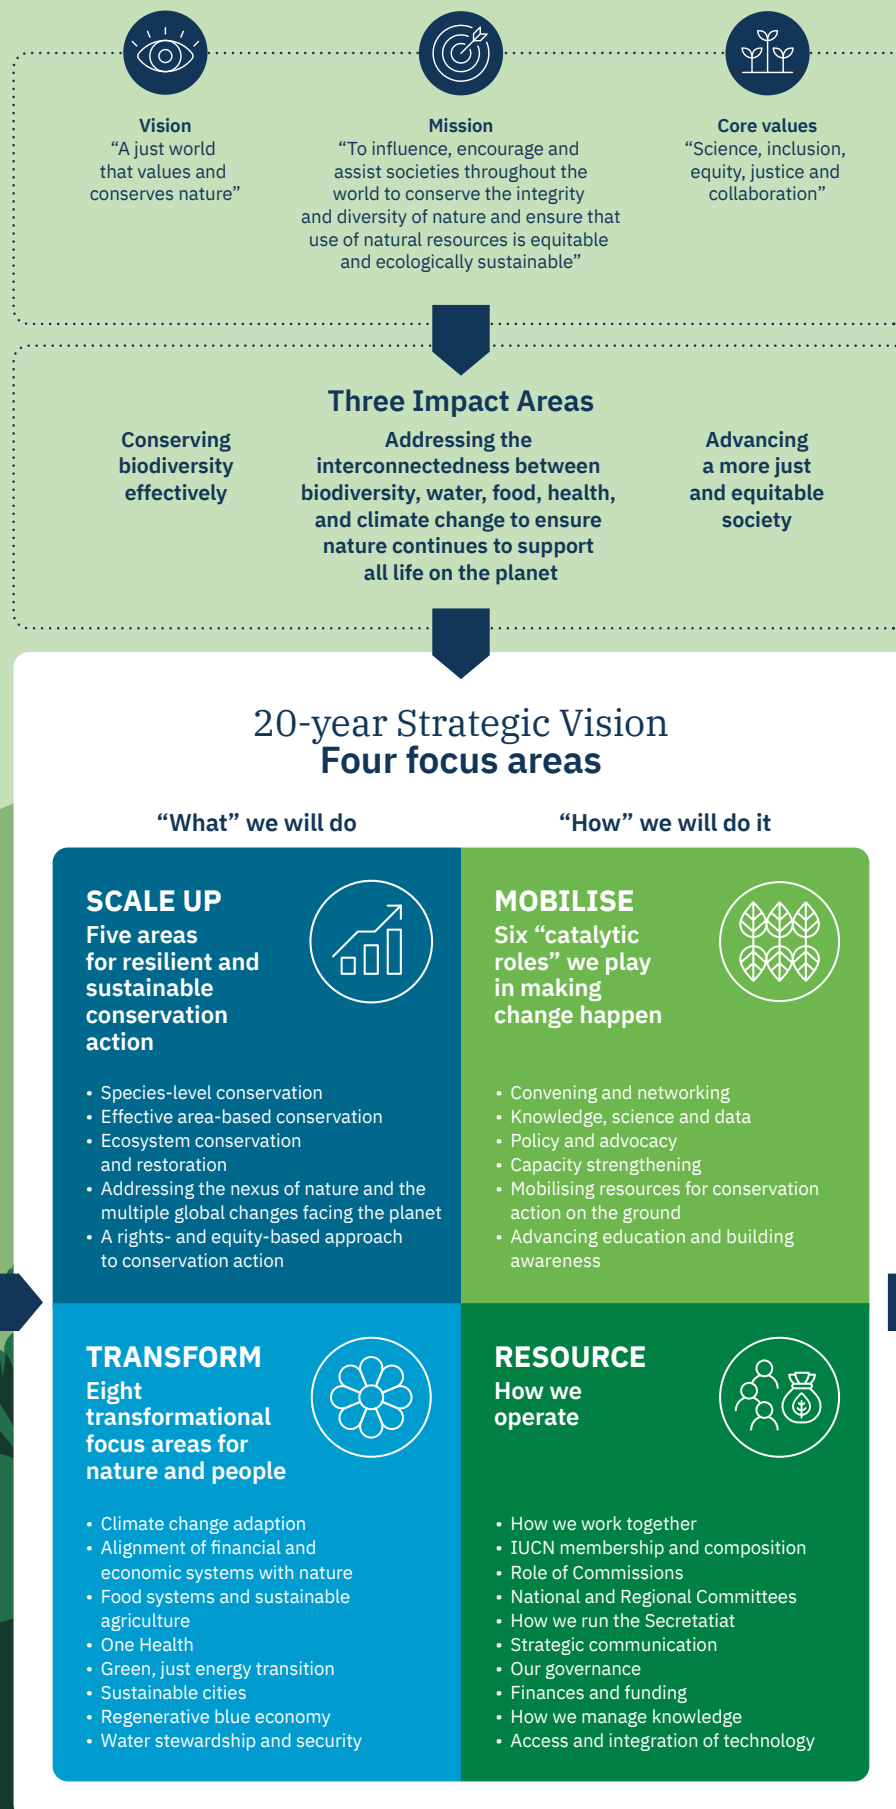 Vision
“A just world
that values and
conserves nature”
Mission
“To influence, encourage and
assist societies throughout the
world to conserve the integrity
and diversity of nature and ensure that
use of natural resources is equitable
and ecologically sustainable”
Core values
“Science, inclusion,
equity, justice and
collaboration”
Three Impact Areas
Conserving
biodiversity
effectively
Addressing the
interconnectedness between
biodiversity, water, food, health,
and climate change to ensure
nature continues to support
all life on the planet
Advancing
a more just
and equitable
society
20-year Strategic Vision
Four focus areas
“What” we will do
“How” we will do it
SCALE UP
Five areas
for resilient and
sustainable
conservation
action
• Species-level conservation
• Effective area-based conservation
• Ecosystem conservation
and restoration
• Addressing the nexus of nature and the
multiple global changes facing the planet
• A rights- and equity-based approach
to conservation action
MOBILISE
Six “catalytic
roles” we play
in making
change happen
• Convening and networking
• Knowledge, science and data
• Policy and advocacy
• Capacity strengthening
• Mobilising resources for conservation
action on the ground
• Advancing education and building
awareness
TRANSFORM
Eight
transformational
focus areas for
nature and people
• Climate change adaption
• Alignment of financial and
economic systems with nature
• Food systems and sustainable
agriculture
• One Health
• Green, just energy transition
• Sustainable cities
• Regenerative blue economy
• Water stewardship and security
RESOURCE
How we
operate
• How we work together
• IUCN membership and composition
• Role of Commissions
• National and Regional Committees
• How we run the Secretatiat
• Strategic communication
• Our governance
• Finances and funding
• How we manage knowledge
• Access and integration of technology